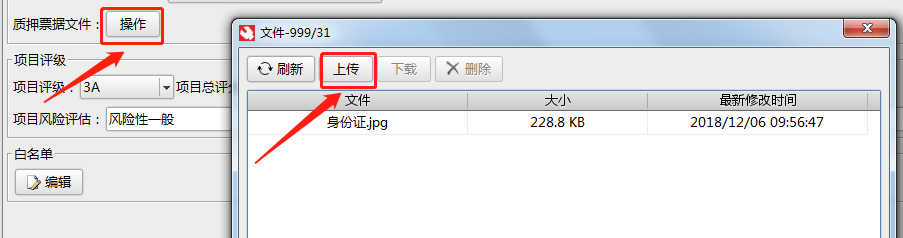 质押票据文件： 操作
项目评级
项目评级： 3A 项目总评分
项目风险评估： 风险性一般
白名单
编辑
文件-999/31
刷新 上传 下载 删除
文件 大小 最新修改时间
身份证.jpg 228.8 KB 2018/12/06 09:56:47